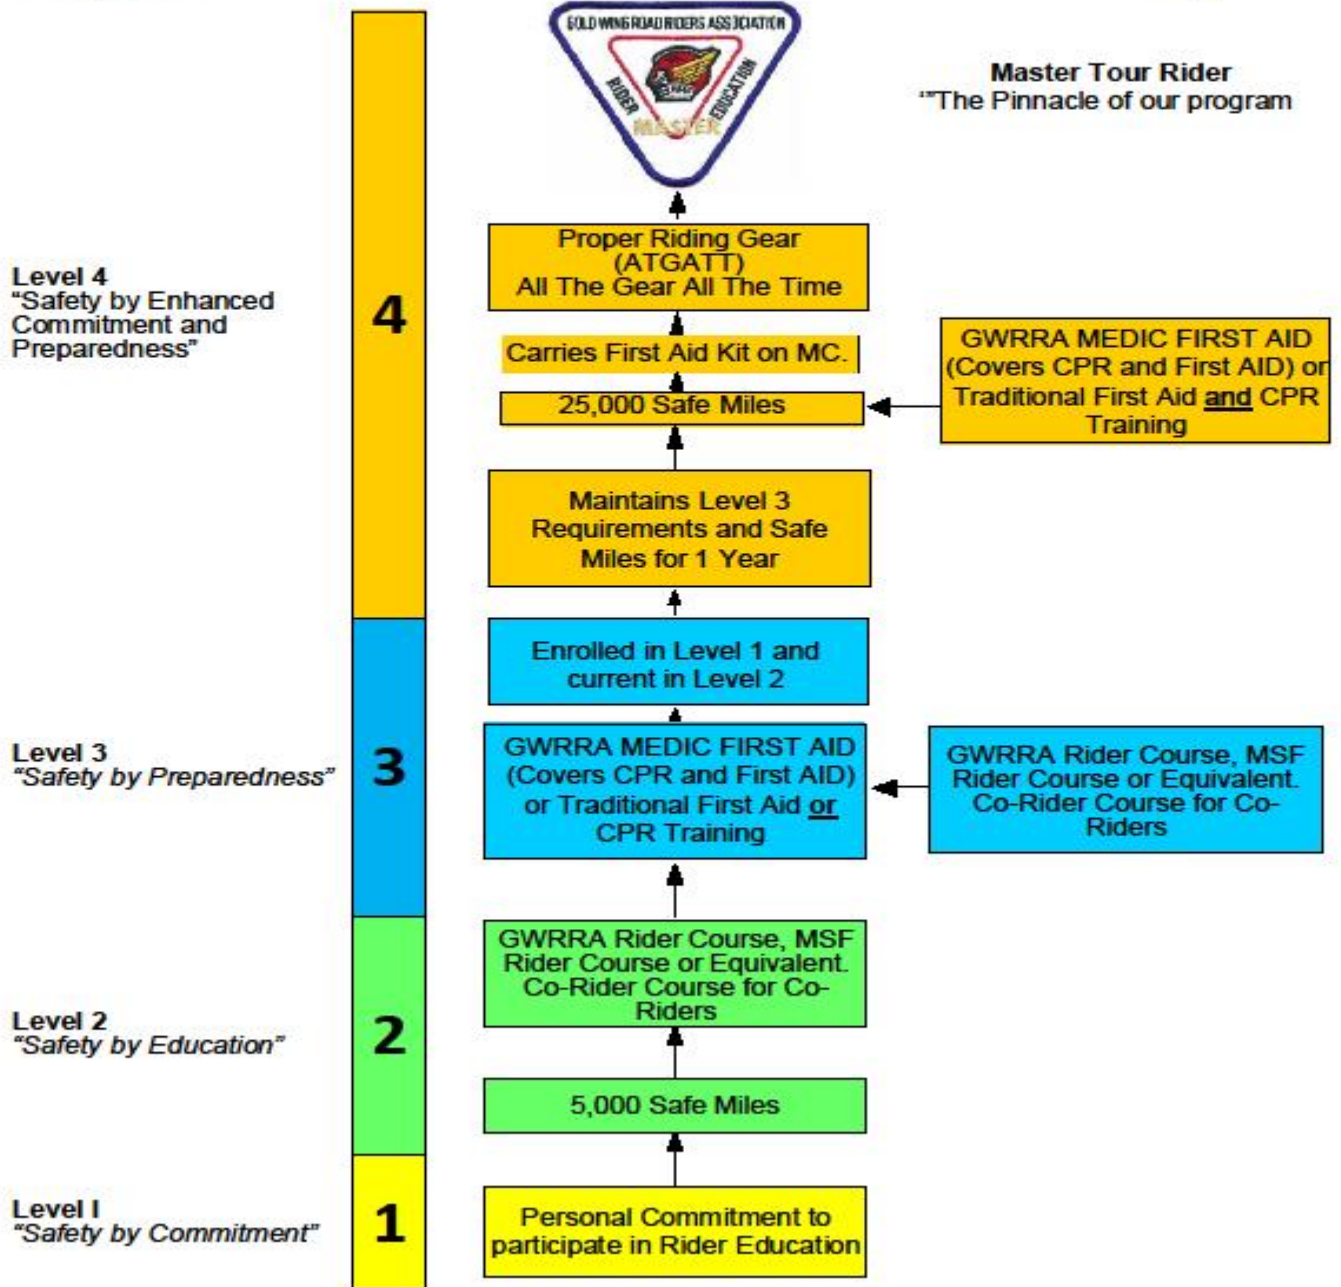 GOLD WING ROAD RIDERS ASSOCIATION
RIDER
EDUCATION
MASTER
Master Tour Rider
'"The Pinnacle of our program
Level 4
"Safety by Enhanced
Commitment and
Preparedness"
4
Proper Riding Gear
(ATGATT)
All The Gear All The Time
Carries First Aid Kit on MC.
25,000 Safe Miles
GWRRA MEDIC FIRST AID
(Covers CPR and First AID) or
Traditional First Aid and CPR
Training
Maintains Level 3
Requirements and Safe
Miles for 1 Year
Level 3
"Safety by Preparedness"
3
Enrolled in Level 1 and
current in Level 2
GWRRA MEDIC FIRST AID
(Covers CPR and First AID)
or Traditional First Aid or
CPR Training
GWRRA Rider Course, MSF
Rider Course or Equivalent.
Co-Rider Course for Co-
Riders
Level 2
"Safety by Education"
2
GWRRA Rider Course, MSF
Rider Course or Equivalent.
Co-Rider Course for Co-
Riders
5,000 Safe Miles
Level I
"Safety by Commitment"
1
Personal Commitment to
participate in Rider Education